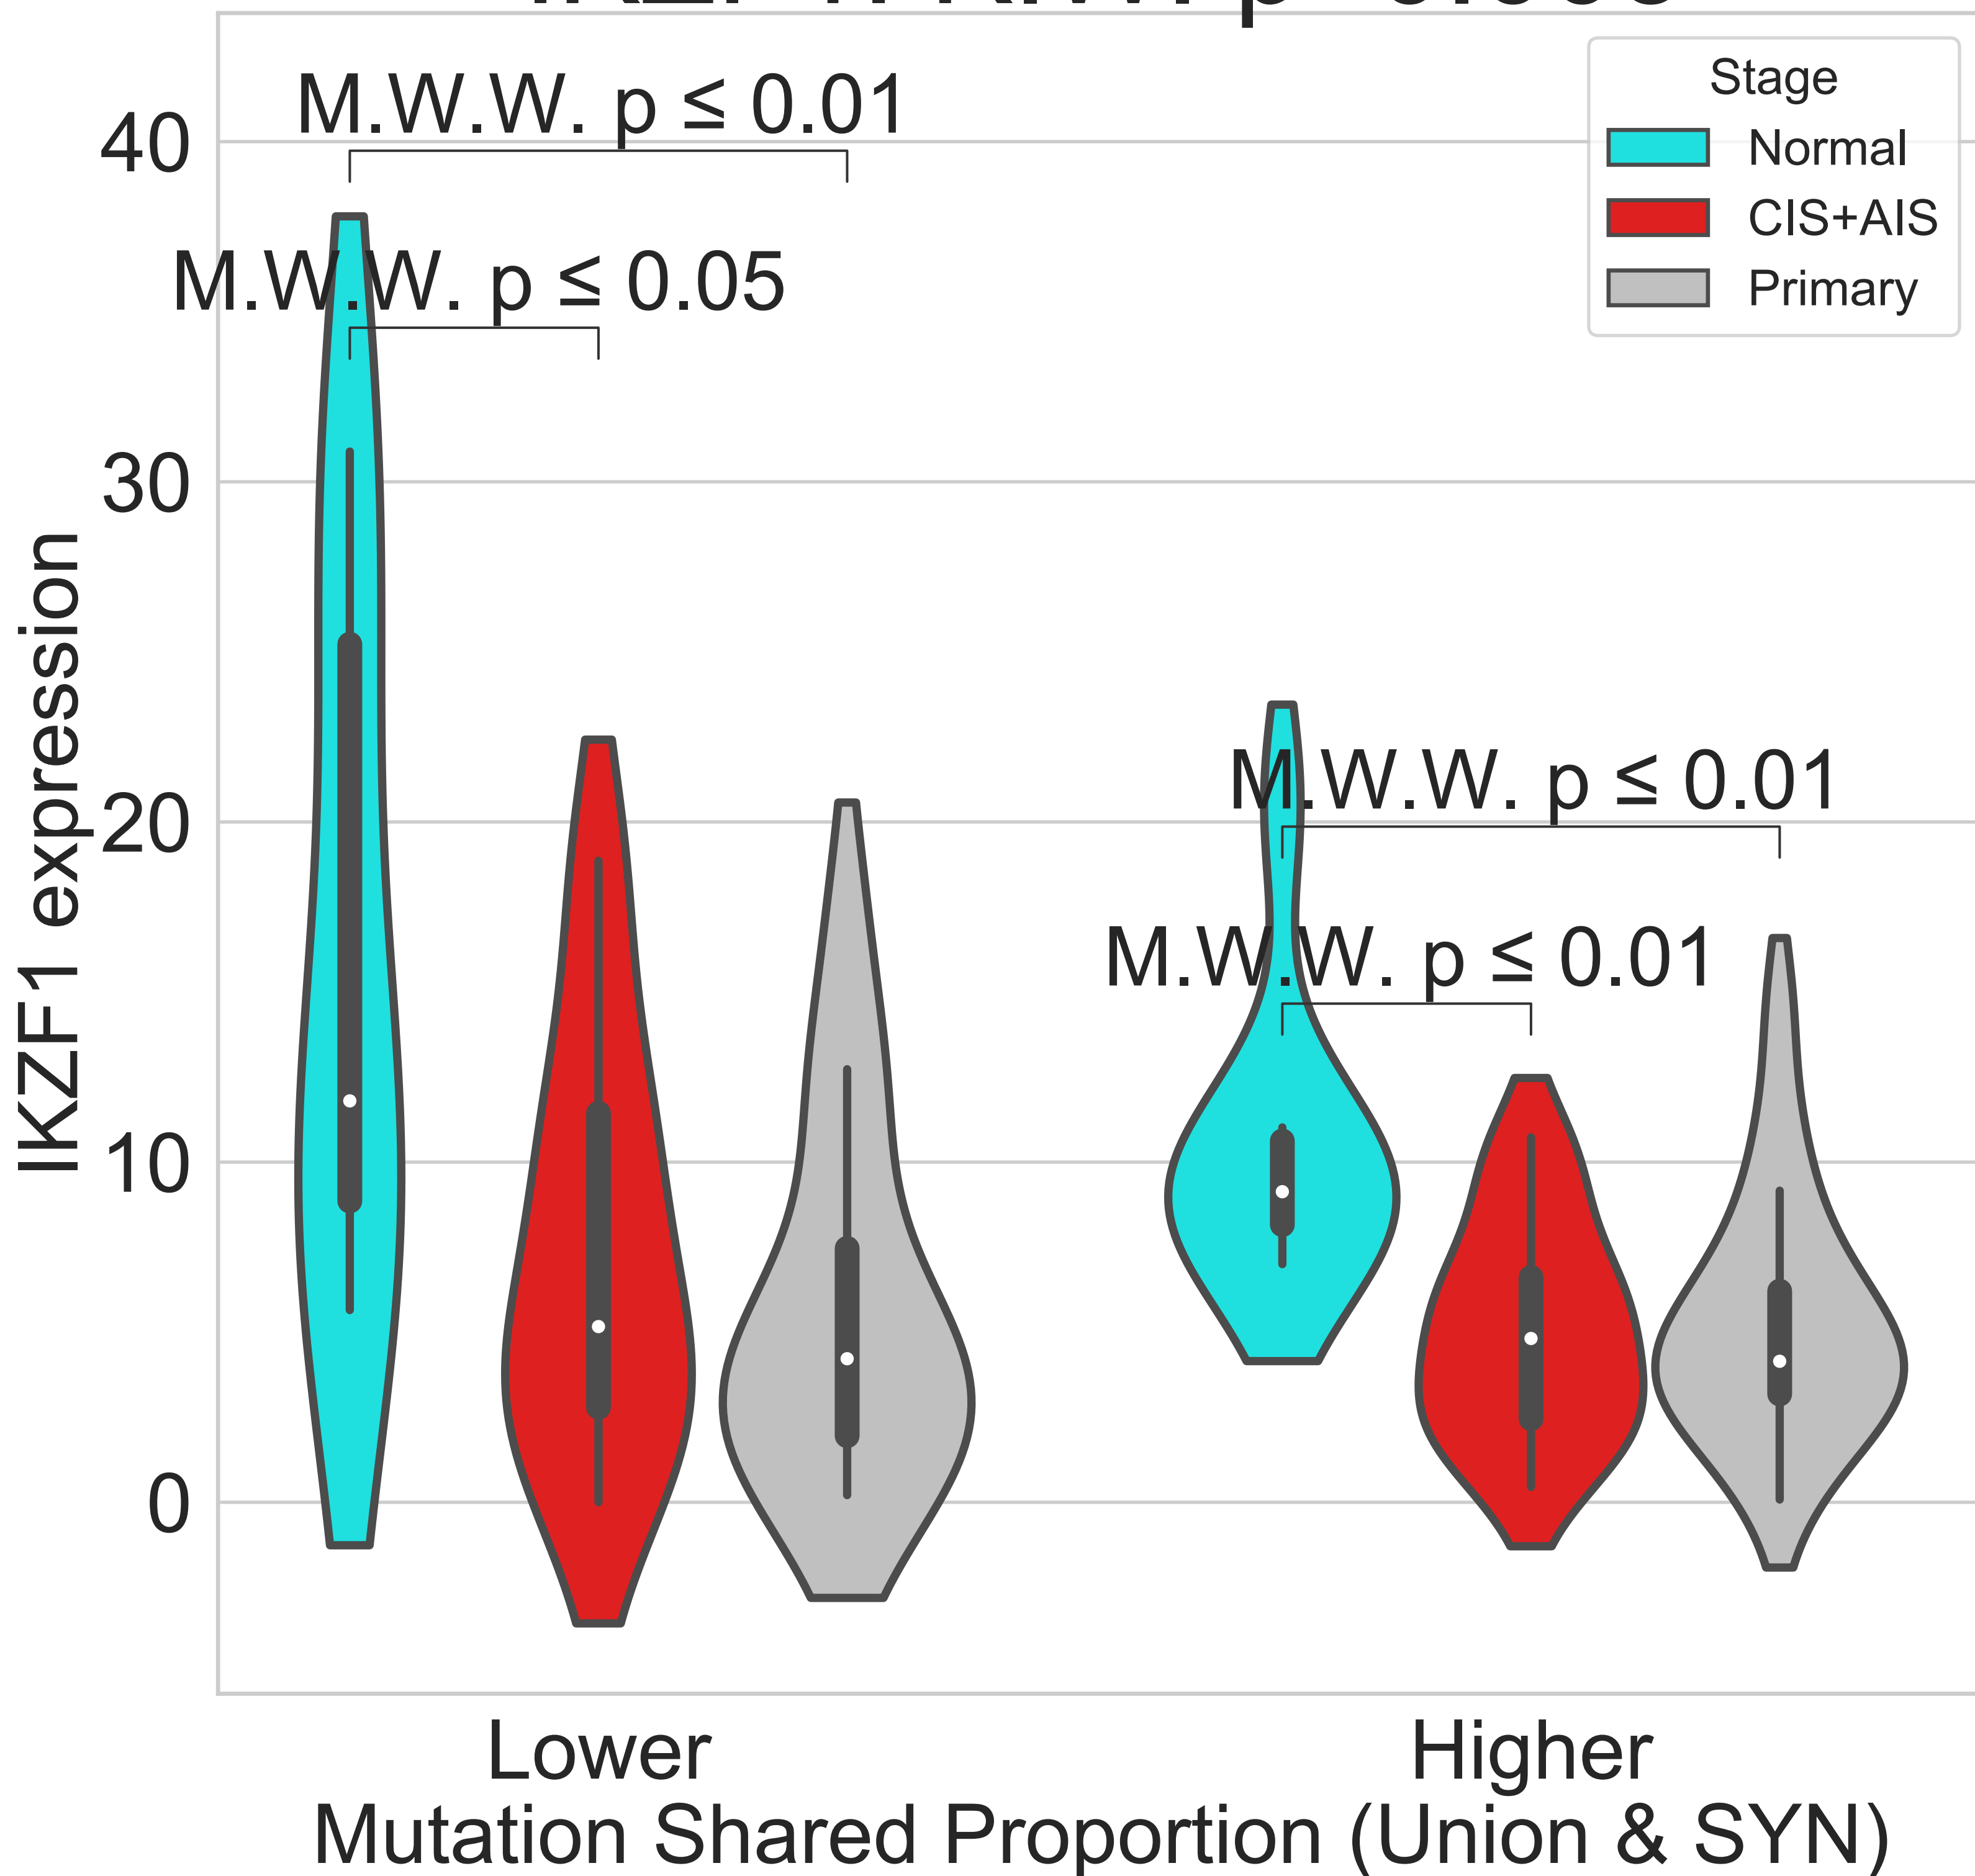 M.W.W. p ≤ 0.01
M.W.W. p ≤ 0.05
M.W.W. p ≤ 0.01
M.W.W. p ≤ 0.01
Stage
Normal
CIS+AIS
Primary
IKZF1 expression
40
30
20
10
0
Lower
Higher
Mutation Shared Proportion (Union & SYN)